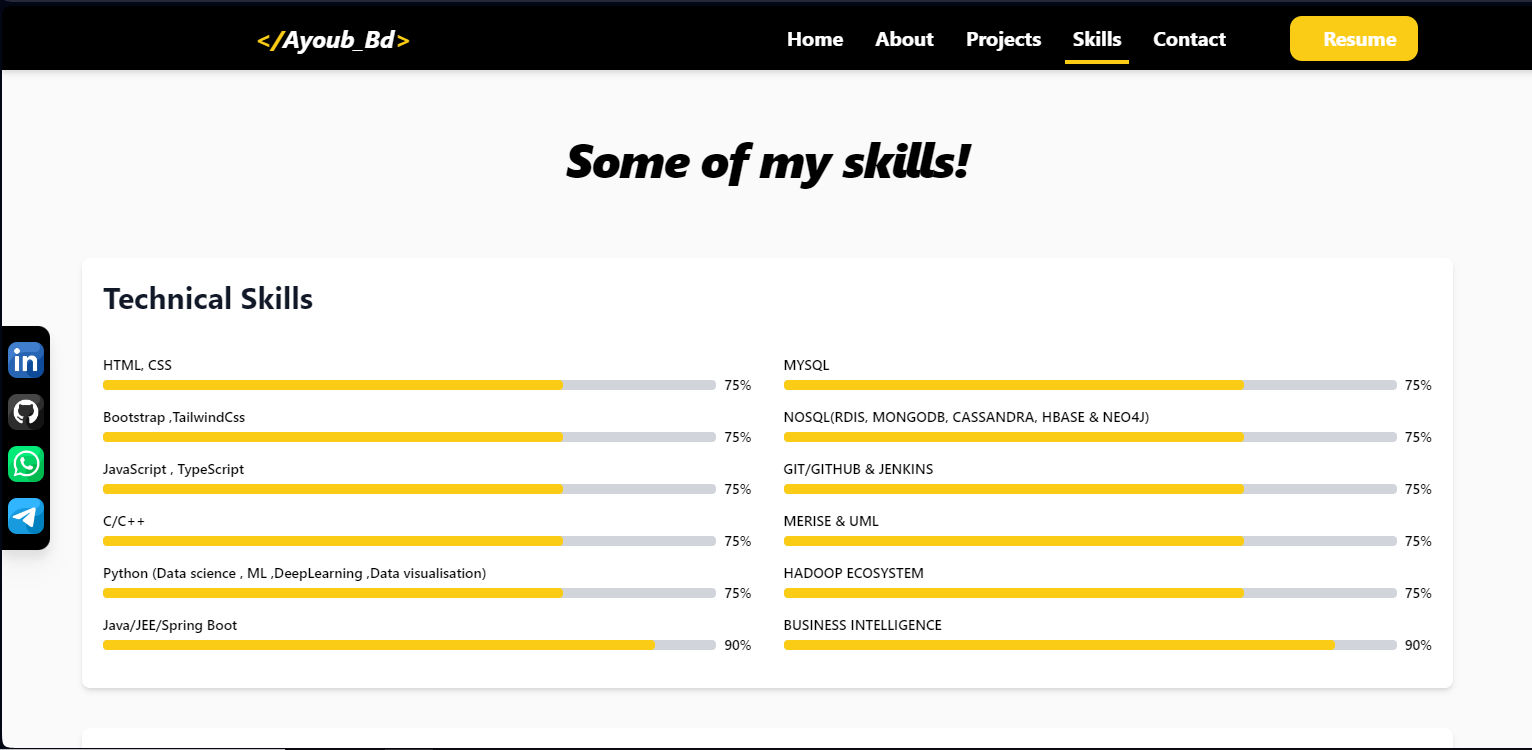 </Ayoub_Bd>
Home About Projects Skills Contact Resume
Some of my skills!
Technical Skills
HTML, CSS
75%
Bootstrap ,TailwindCss
75%
JavaScript , TypeScript
75%
C/C++
75%
Python (Data science , ML ,DeepLearning ,Data visualisation)
75%
Java/JEE/Spring Boot
90%
MYSQL
75%
NOSQL(RDIS, MONGODB, CASSANDRA, HBASE & NEO4J)
75%
GIT/GITHUB & JENKINS
75%
MERISE & UML
75%
HADOOP ECOSYSTEM
75%
BUSINESS INTELLIGENCE
90%
in